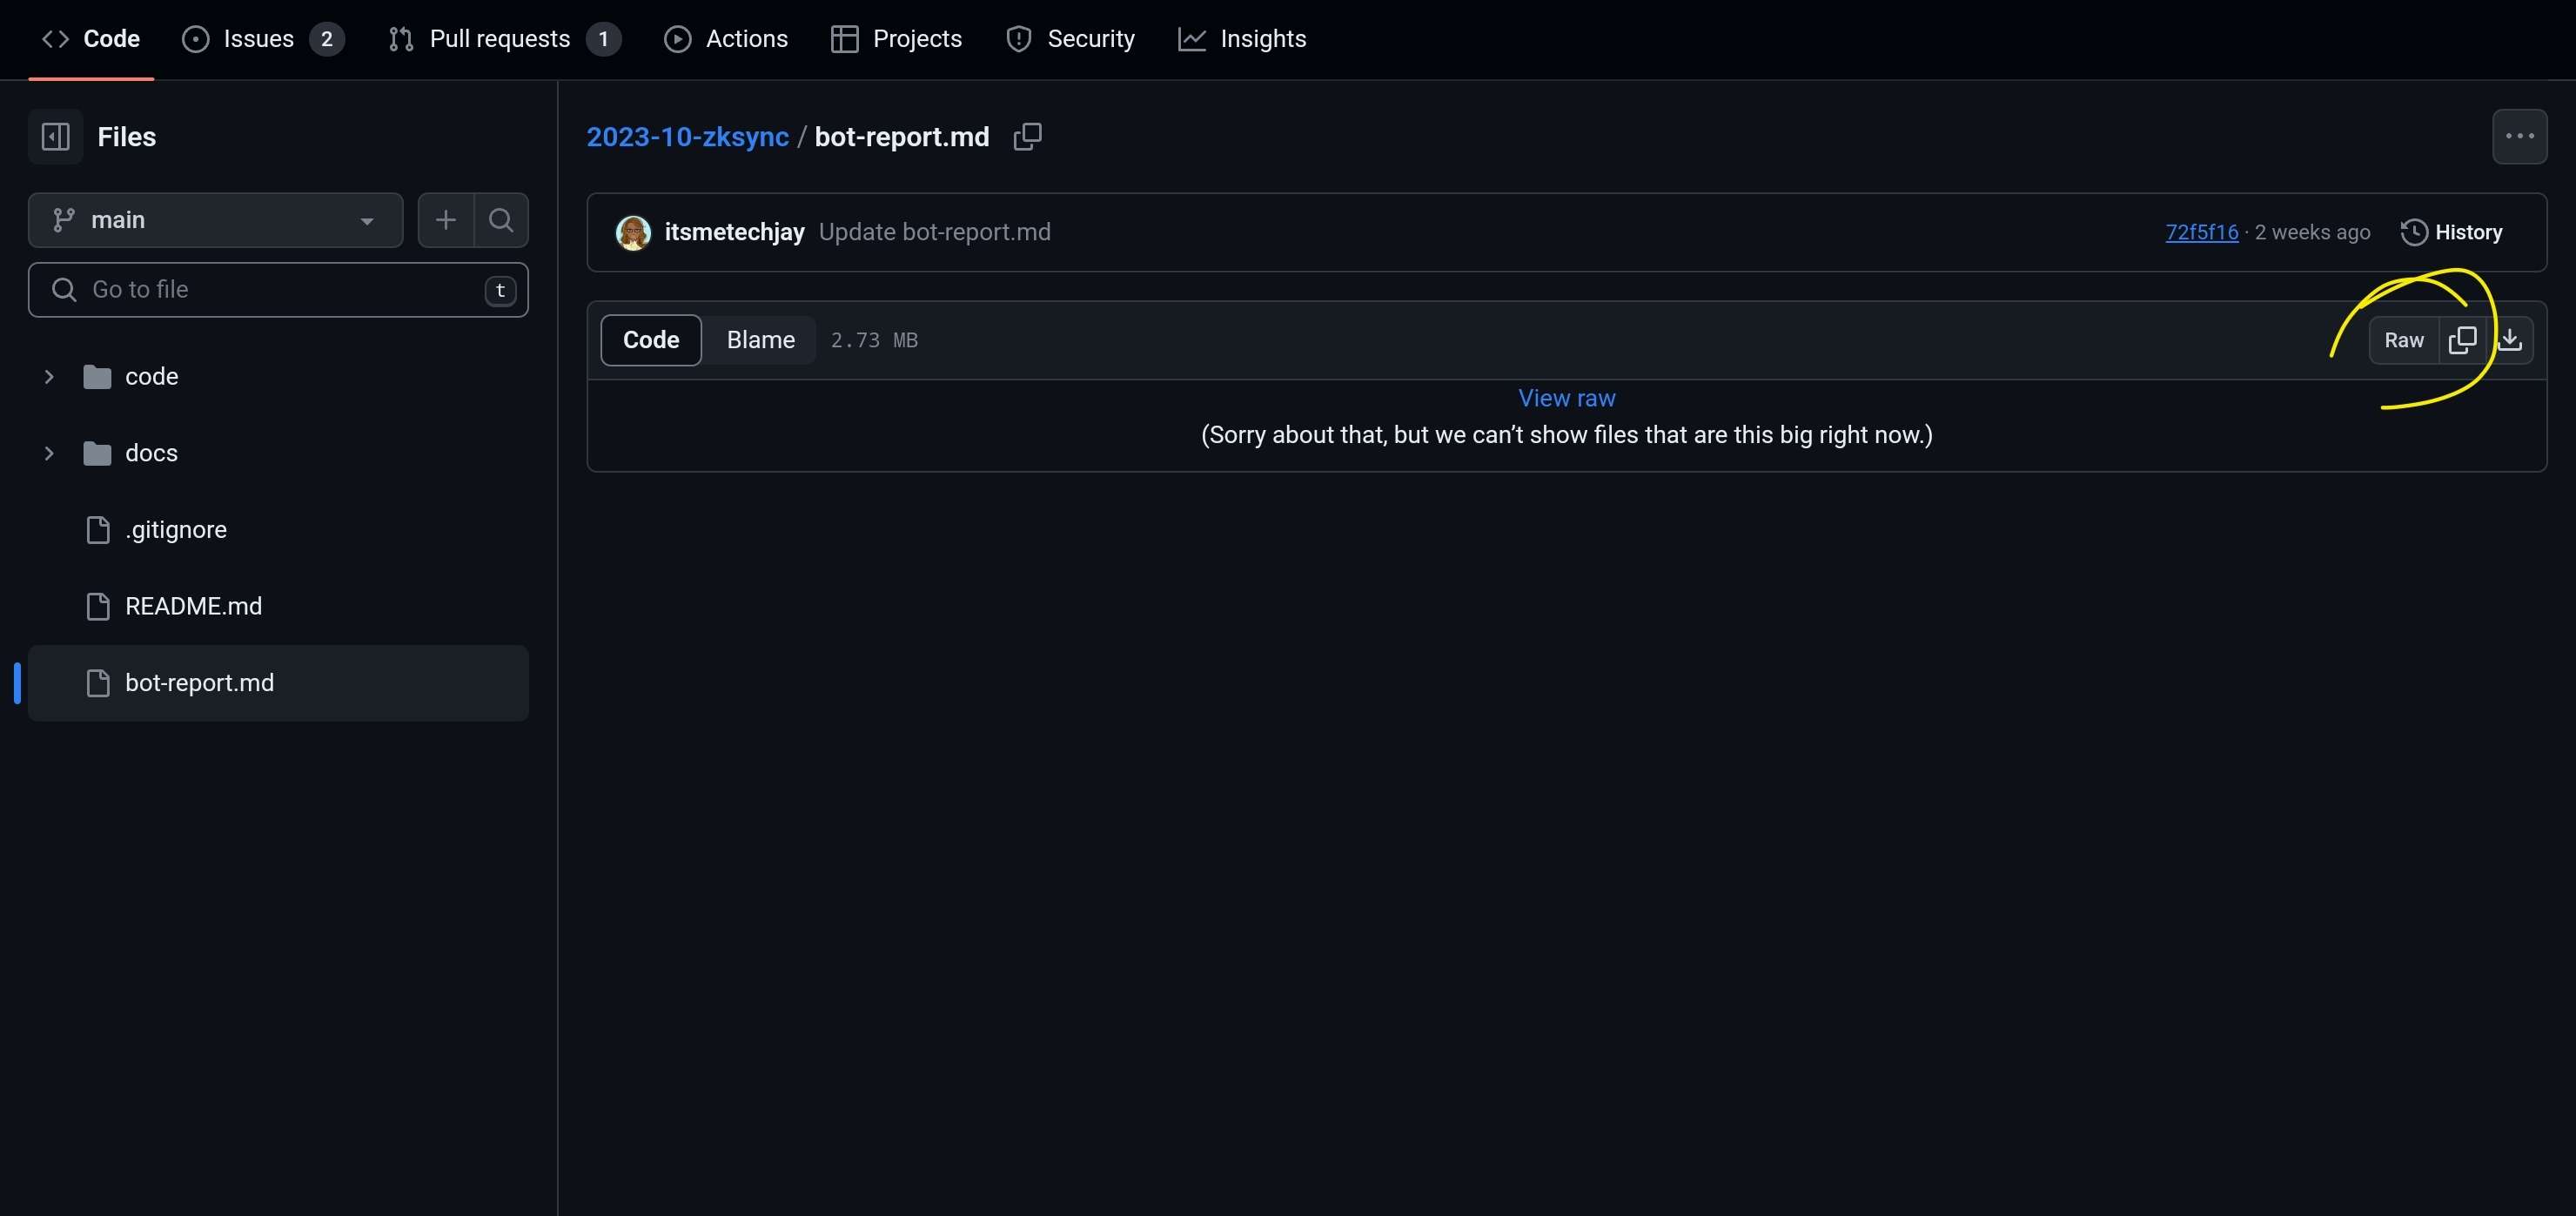 Code Issues 2 Pull requests 1 Actions Projects Security Insights
Files
main
Go to file t
code
docs
.gitignore
README.md
bot-report.md
2023-10-zksync / bot-report.md
itsmetechjay Update bot-report.md 72f5f16 · 2 weeks ago History
Code Blame 2.73 MB Raw
View raw
(Sorry about that, but we can’t show files that are this big right now.)